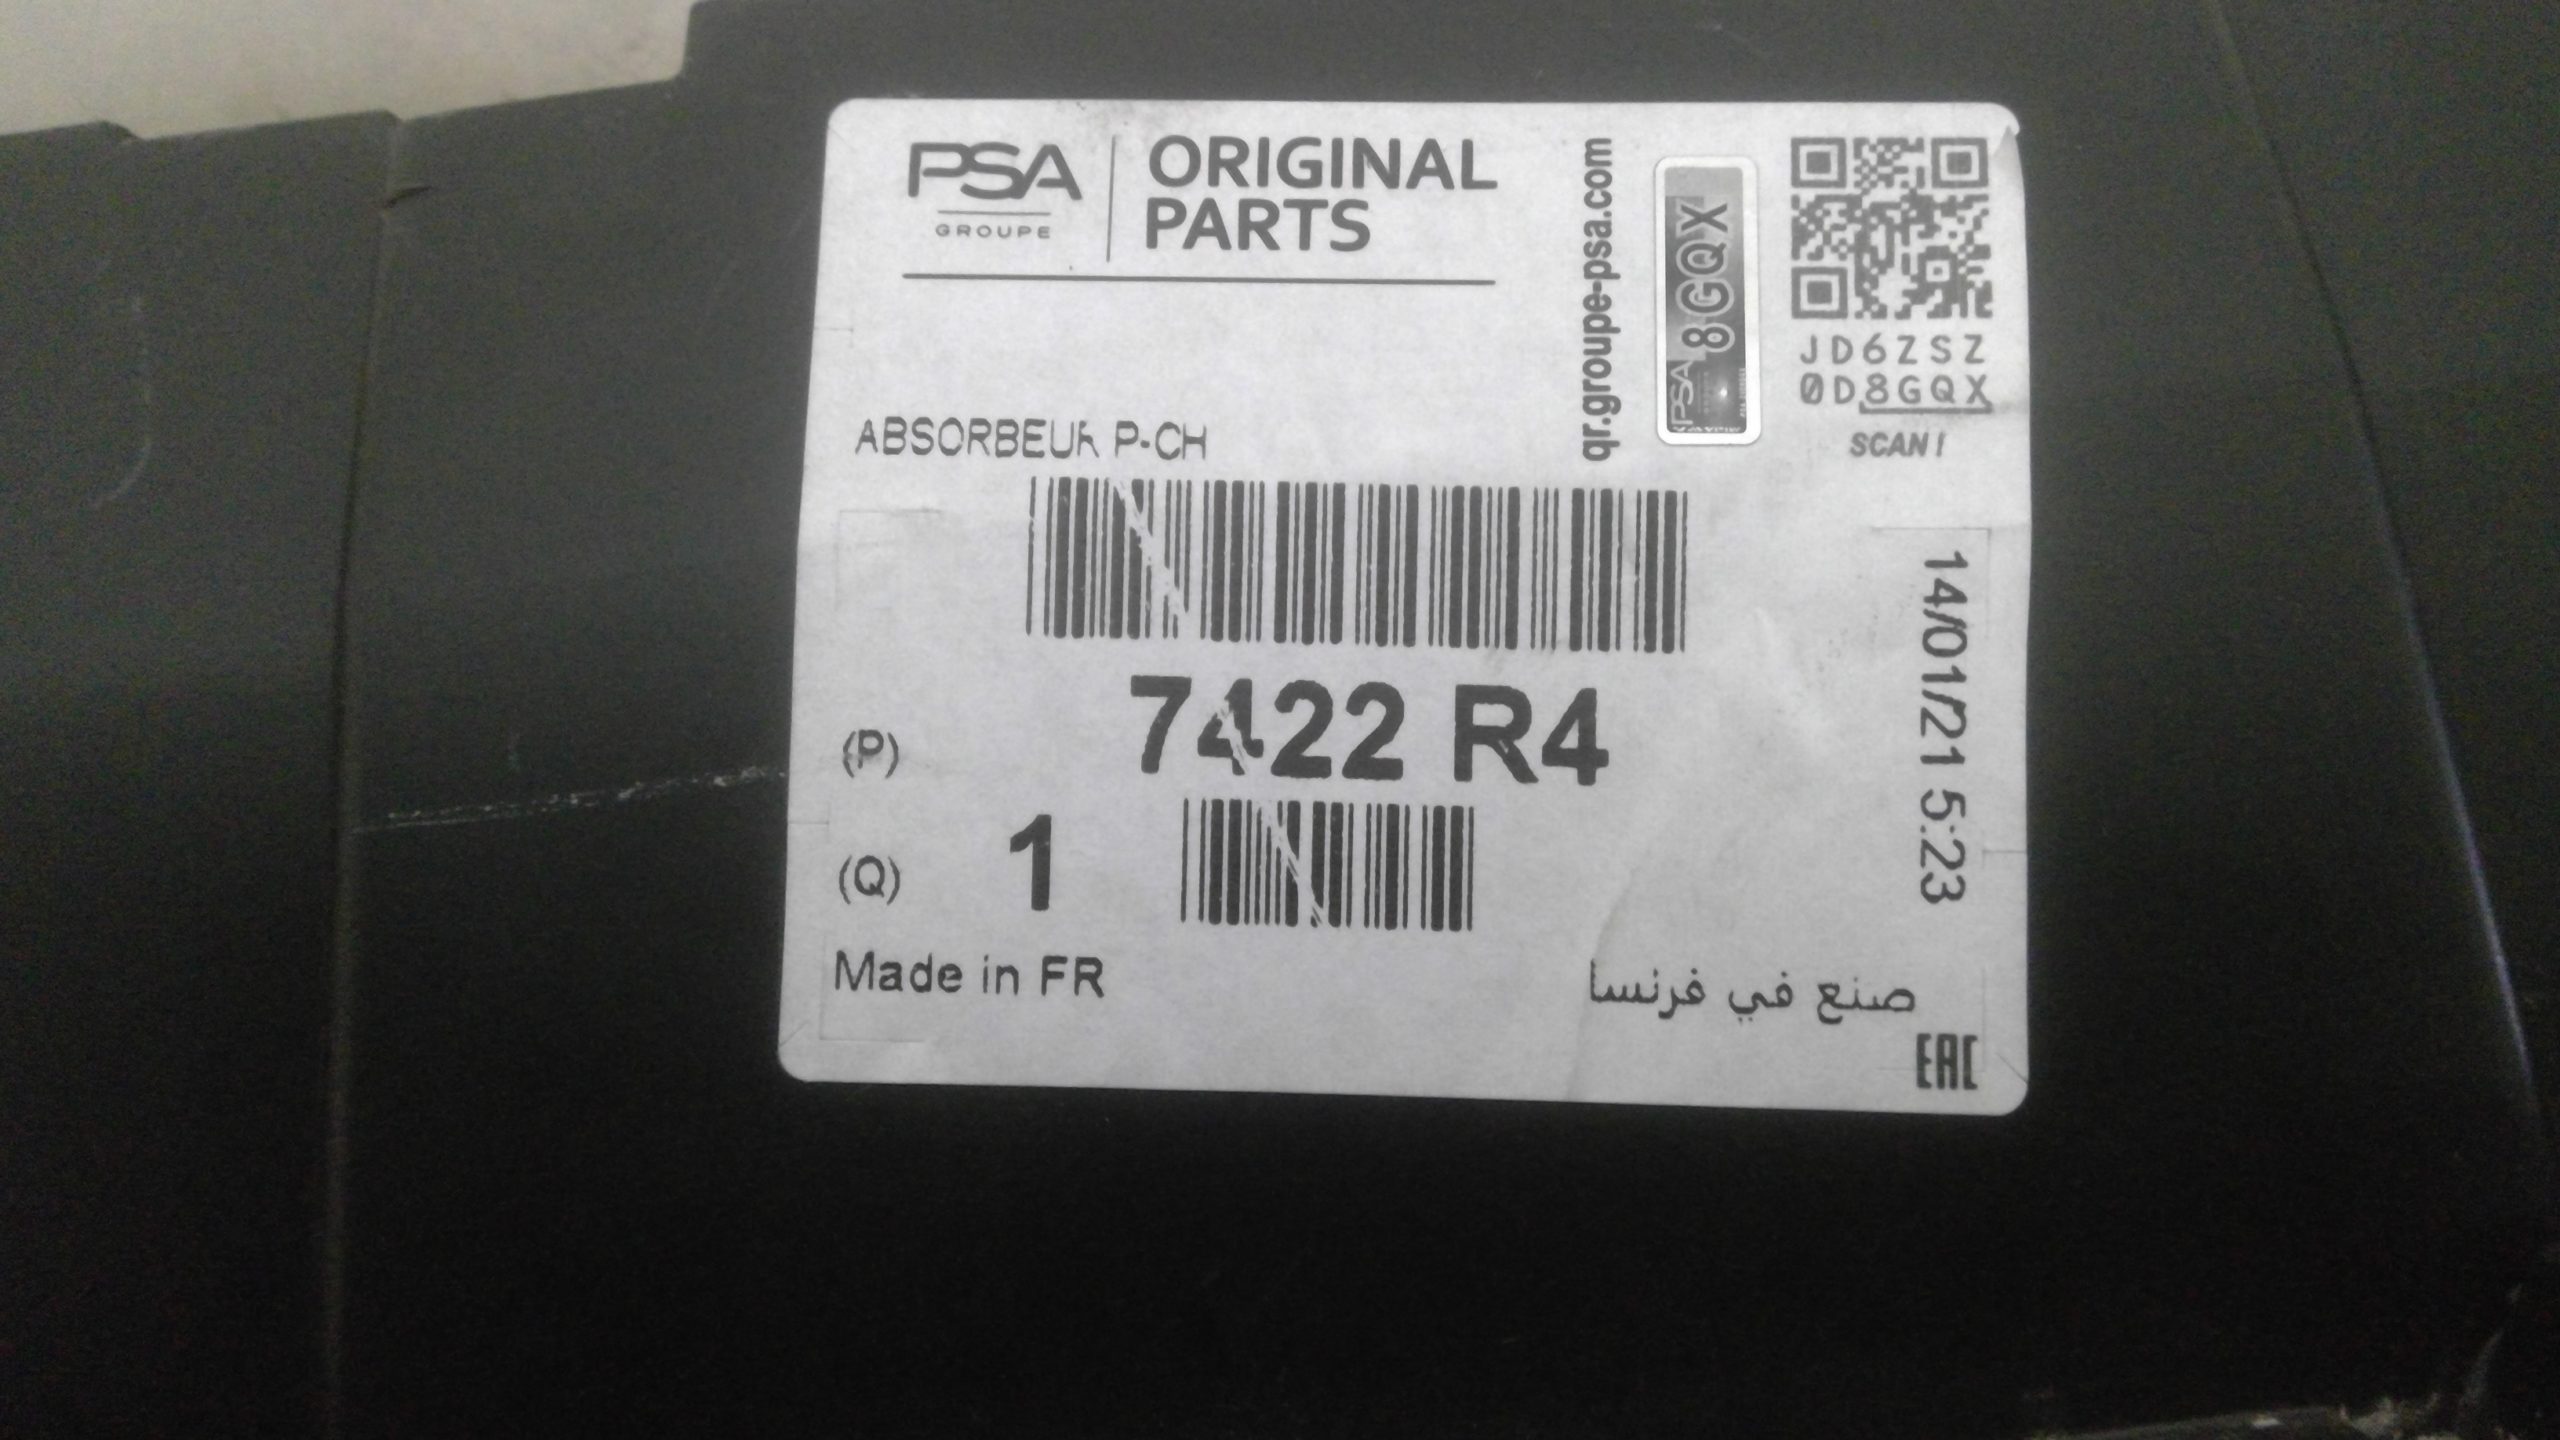 PSA
GROUPE
ORIGINAL
PARTS
qr.groupe-psa.com
PSA 8GQX
JD6ZSZ
0D8GQX
SCAN!
ABSORBEUR P-CH
14/01/21 5:23
(P) 7422 R4
(Q) 1
Made in FR
صنع في فرنسا
EAC